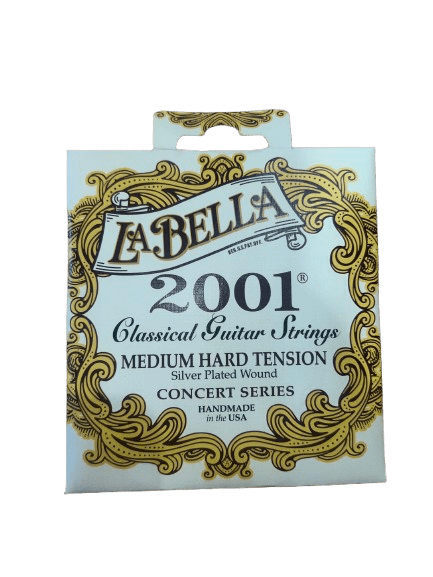 LA BELLA
REG. U.S. PAT. OFF.
2001®
Classical Guitar Strings
MEDIUM HARD TENSION
Silver Plated Wound
CONCERT SERIES
HANDMADE
in the USA